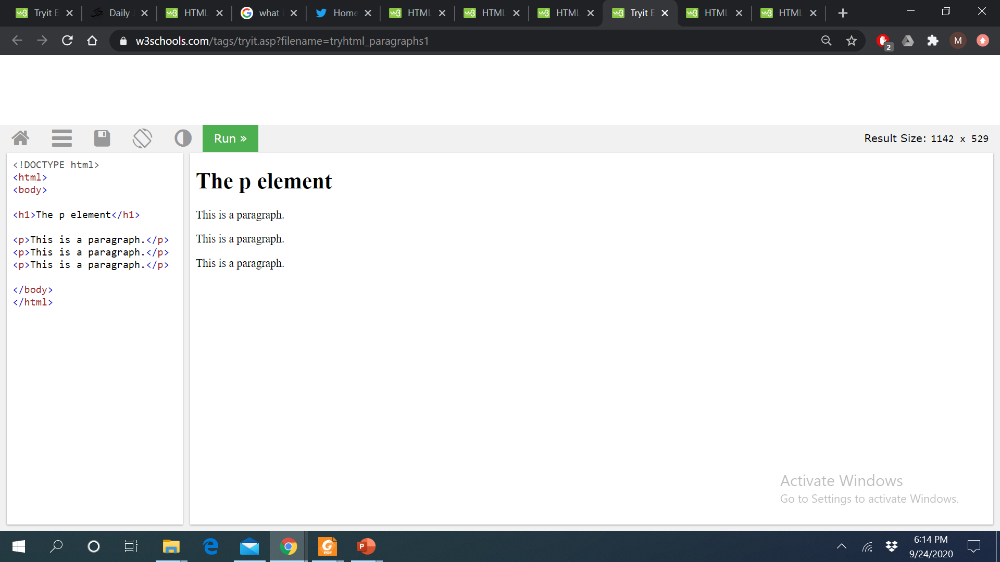 Tryit E
Daily J
HTML
what i
Home
HTML
HTML
HTML
Tryit E
HTML
HTML
w3schools.com/tags/tryit.asp?filename=tryhtml_paragraphs1
2
M
Run »
Result Size: 1142 x 529
<!DOCTYPE html>
<html>
<body>
<h1>The p element</h1>
<p>This is a paragraph.</p>
<p>This is a paragraph.</p>
<p>This is a paragraph.</p>
</body>
</html>
The p element
This is a paragraph.
This is a paragraph.
This is a paragraph.
Activate Windows
Go to Settings to activate Windows.
PDF
P
6:14 PM
9/24/2020